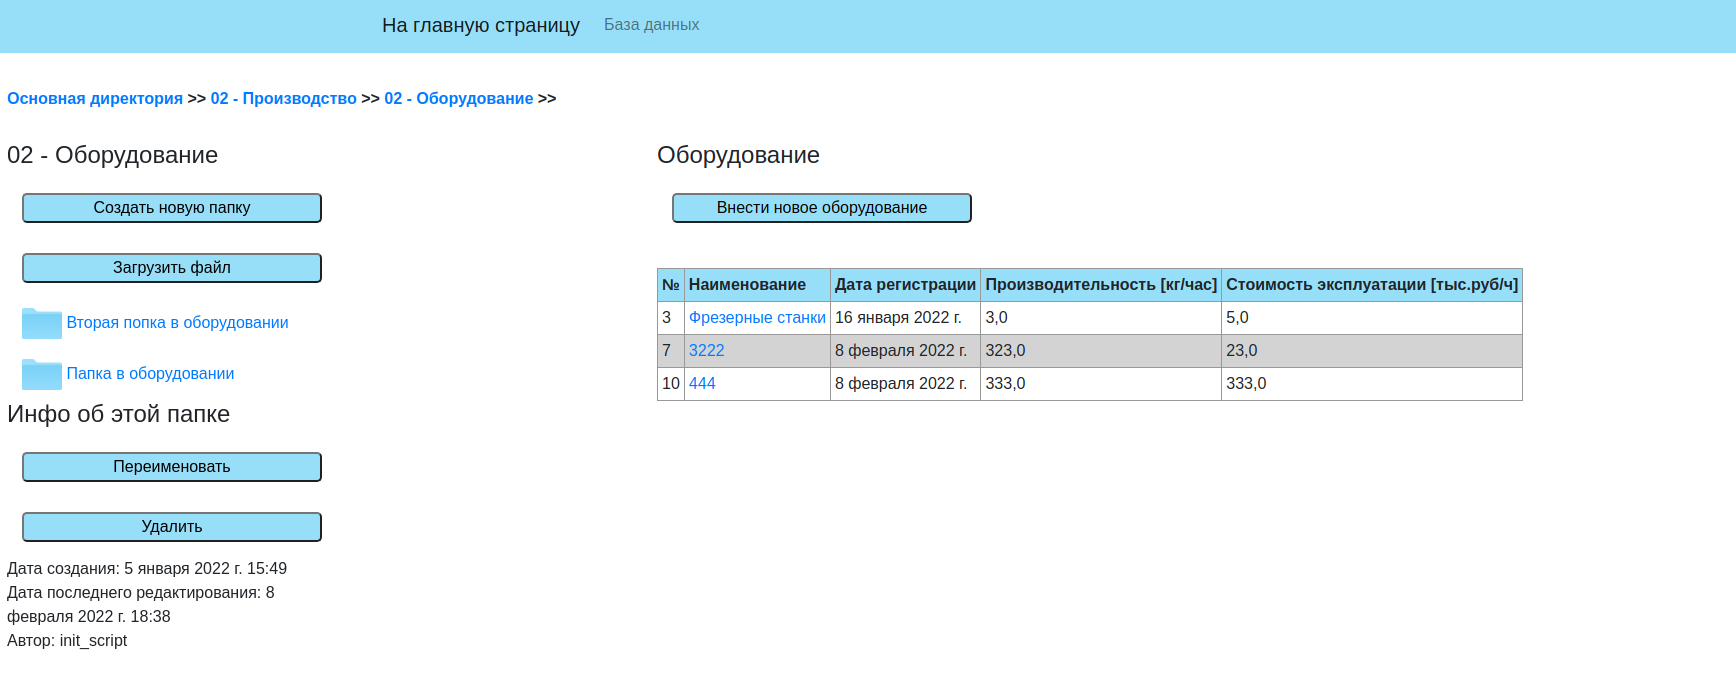 На главную страницу База данных
Основная директория >> 02 - Производство >> 02 - Оборудование >>
02 - Оборудование
Создать новую папку
Загрузить файл
Вторая попка в оборудовании
Папка в оборудовании
Инфо об этой папке
Переименовать
Удалить
Дата создания: 5 января 2022 г. 15:49
Дата последнего редактирования: 8
февраля 2022 г. 18:38
Автор: init_script
Оборудование
Внести новое оборудование
№ Наименование Дата регистрации Производительность [кг/час] Стоимость эксплуатации [тыс.руб/ч]
3 Фрезерные станки 16 января 2022 г. 3,0 5,0
7 3222 8 февраля 2022 г. 323,0 23,0
10 444 8 февраля 2022 г. 333,0 333,0